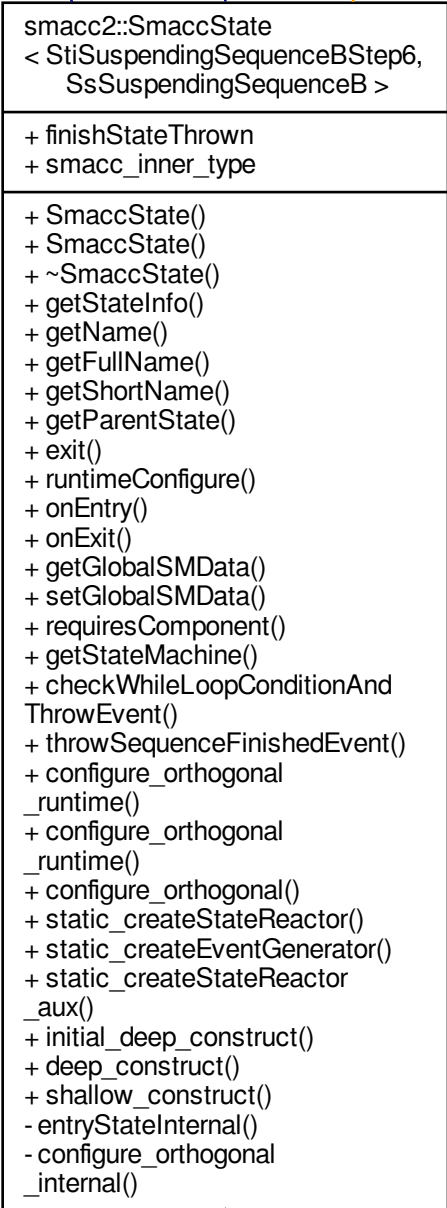 smacc2::SmaccState
< StiSuspendingSequenceBStep6,
SsSuspendingSequenceB >
+ finishStateThrown
+ smacc_inner_type
+ SmaccState()
+ SmaccState()
+ ~SmaccState()
+ getStateInfo()
+ getName()
+ getFullName()
+ getShortName()
+ getParentState()
+ exit()
+ runtimeConfigure()
+ onEntry()
+ onExit()
+ getGlobalSMData()
+ setGlobalSMData()
+ requiresComponent()
+ getStateMachine()
+ checkWhileLoopConditionAnd
ThrowEvent()
+ throwSequenceFinishedEvent()
+ configure_orthogonal
_runtime()
+ configure_orthogonal
_runtime()
+ configure_orthogonal()
+ static_createStateReactor()
+ static_createEventGenerator()
+ static_createStateReactor
_aux()
+ initial_deep_construct()
+ deep_construct()
+ shallow_construct()
- entryStateInternal()
- configure_orthogonal
_internal()